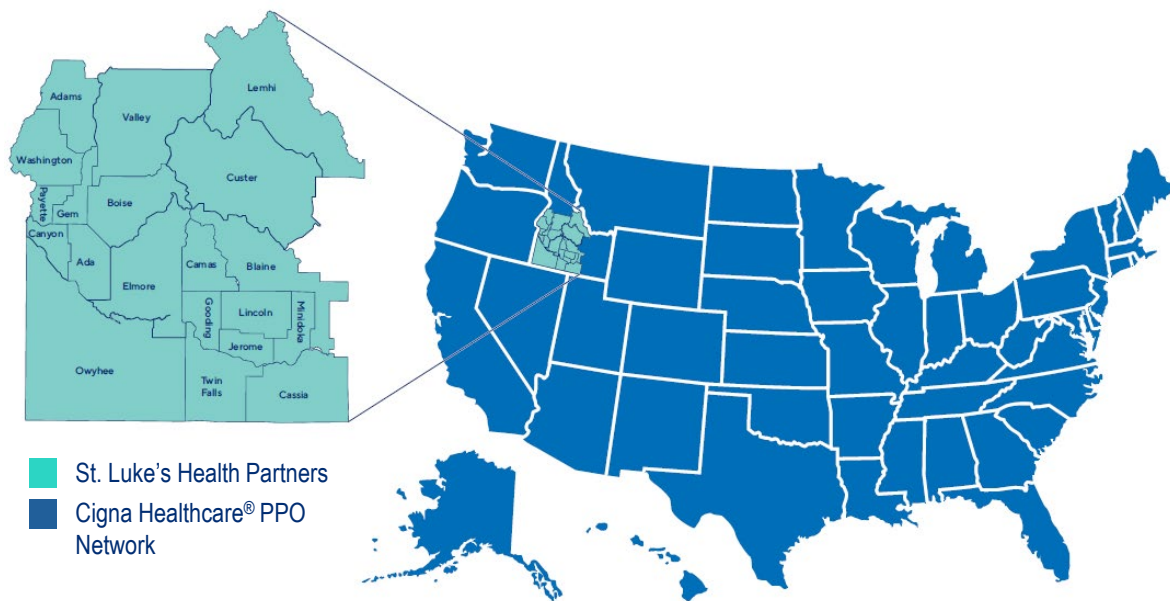 Lemhi
Adams
Valley
Washington
Custer
Payette
Boise
Gem
Canyon
Ada
Camas
Blaine
Elmore
Gooding
Lincoln
Minidoka
Jerome
Owyhee
Twin
Falls
Cassia
St. Luke's Health Partners
Cigna Healthcare® PPO
Network